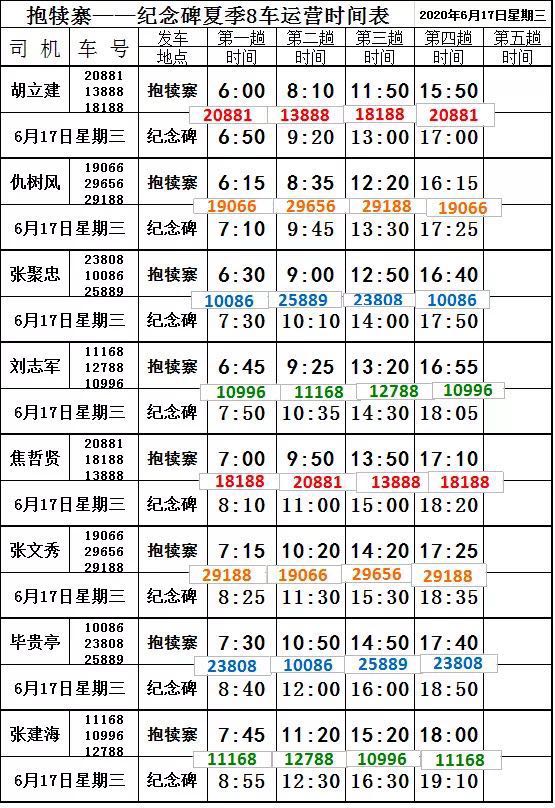 抱犊寨——纪念碑夏季8车运营时间表 2020年6月17日星期三
司机 车号 发车地点 第一趟时间 第二趟时间 第三趟时间 第四趟时间 第五趟时间
20881
胡立建 13888 抱犊寨 6:00 8:10 11:50 15:50
18188
20881 13888 18188 20881
6月17日星期三 纪念碑 6:50 9:20 13:00 17:00
19066
仇树风 29656 抱犊寨 6:15 8:35 12:20 16:15
29188
19066 29656 29188 19066
6月17日星期三 纪念碑 7:10 9:45 13:30 17:25
23808
张聚忠 10086 抱犊寨 6:30 9:00 12:50 16:40
25889
10086 25889 23808 10086
6月17日星期三 纪念碑 7:30 10:10 14:00 17:50
11168
刘志军 12788 抱犊寨 6:45 9:25 13:20 16:55
10996
10996 11168 12788 10996
6月17日星期三 纪念碑 7:50 10:35 14:30 18:05
20881
焦哲贤 18188 抱犊寨 7:00 9:50 13:50 17:10
13888
18188 20881 13888 18188
6月17日星期三 纪念碑 8:10 11:00 15:00 18:20
19066
张文秀 29656 抱犊寨 7:15 10:20 14:20 17:25
29188
29188 19066 29656 29188
6月17日星期三 纪念碑 8:25 11:30 15:30 18:35
10086
毕贵亭 23808 抱犊寨 7:30 10:50 14:50 17:40
25889
23808 10086 25889 23808
6月17日星期三 纪念碑 8:40 12:00 16:00 18:50
11168
张建海 10996 抱犊寨 7:45 11:20 15:20 18:00
12788
11168 12788 10996 11168
6月17日星期三 纪念碑 8:55 12:30 16:30 19:10